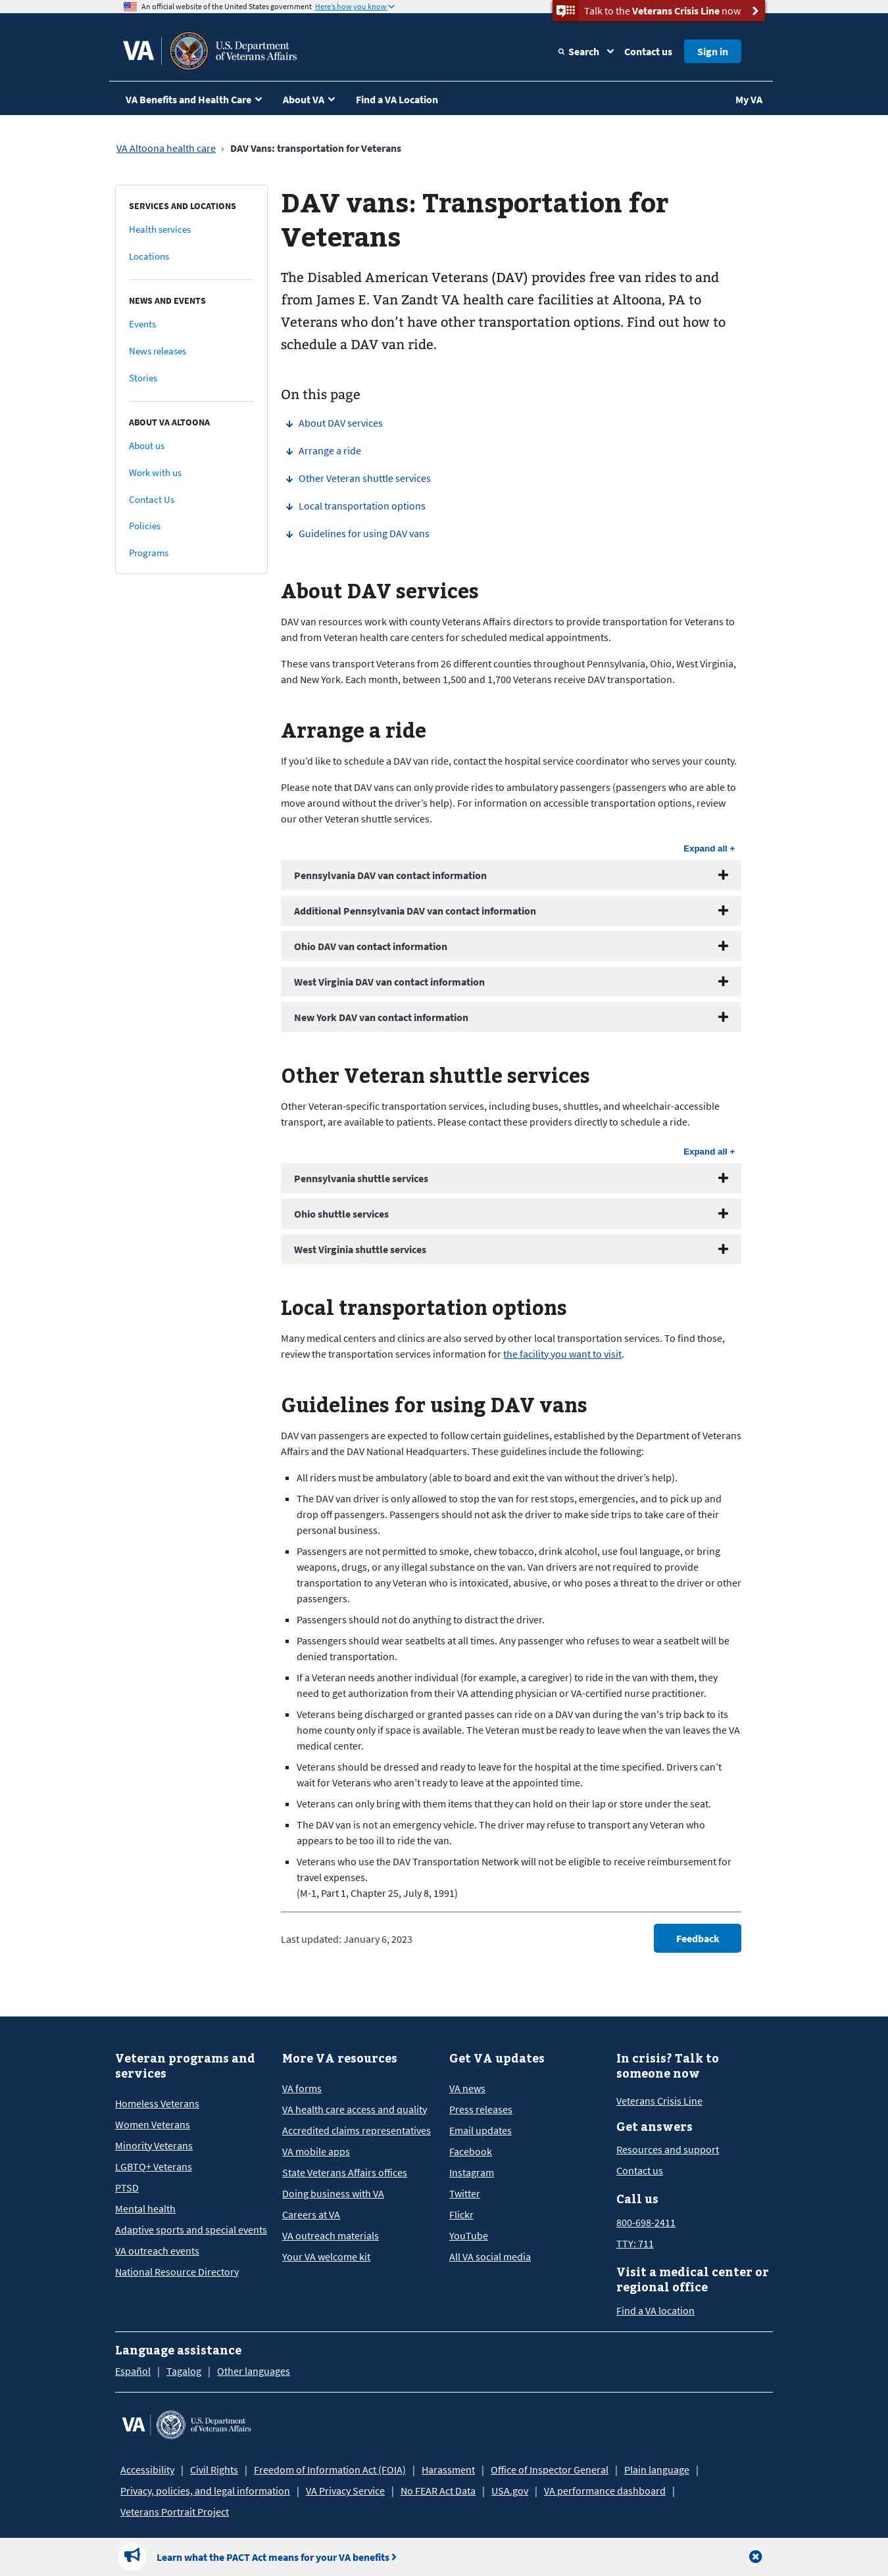 An official website of the United States government Here's how you know
Talk to the Veterans Crisis Line now
VA
U.S. Department
of Veterans Affairs
Search
Contact us
Sign in
VA Benefits and Health Care
About VA
Find a VA Location
My VA
VA Altoona health care › DAV Vans: transportation for Veterans
SERVICES AND LOCATIONS
Health services
Locations
NEWS AND EVENTS
Events
News releases
Stories
ABOUT VA ALTOONA
About us
Work with us
Contact Us
Policies
Programs
DAV vans: Transportation for
Veterans
The Disabled American Veterans (DAV) provides free van rides to and
from James E. Van Zandt VA health care facilities at Altoona, PA to
Veterans who don’t have other transportation options. Find out how to
schedule a DAV van ride.
On this page
About DAV services
Arrange a ride
Other Veteran shuttle services
Local transportation options
Guidelines for using DAV vans
About DAV services
DAV van resources work with county Veterans Affairs directors to provide transportation for Veterans to
and from Veteran health care centers for scheduled medical appointments.
These vans transport Veterans from 26 different counties throughout Pennsylvania, Ohio, West Virginia,
and New York. Each month, between 1,500 and 1,700 Veterans receive DAV transportation.
Arrange a ride
If you’d like to schedule a DAV van ride, contact the hospital service coordinator who serves your county.
Please note that DAV vans can only provide rides to ambulatory passengers (passengers who are able to
move around without the driver’s help). For information on accessible transportation options, review
our other Veteran shuttle services.
Expand all +
Pennsylvania DAV van contact information
Additional Pennsylvania DAV van contact information
Ohio DAV van contact information
West Virginia DAV van contact information
New York DAV van contact information
Other Veteran shuttle services
Other Veteran-specific transportation services, including buses, shuttles, and wheelchair-accessible
transport, are available to patients. Please contact these providers directly to schedule a ride.
Expand all +
Pennsylvania shuttle services
Ohio shuttle services
West Virginia shuttle services
Local transportation options
Many medical centers and clinics are also served by other local transportation services. To find those,
review the transportation services information for the facility you want to visit.
Guidelines for using DAV vans
DAV van passengers are expected to follow certain guidelines, established by the Department of Veterans
Affairs and the DAV National Headquarters. These guidelines include the following:
All riders must be ambulatory (able to board and exit the van without the driver’s help).
The DAV van driver is only allowed to stop the van for rest stops, emergencies, and to pick up and
drop off passengers. Passengers should not ask the driver to make side trips to take care of their
personal business.
Passengers are not permitted to smoke, chew tobacco, drink alcohol, use foul language, or bring
weapons, drugs, or any illegal substance on the van. Van drivers are not required to provide
transportation to any Veteran who is intoxicated, abusive, or who poses a threat to the driver or other
passengers.
Passengers should not do anything to distract the driver.
Passengers should wear seatbelts at all times. Any passenger who refuses to wear a seatbelt will be
denied transportation.
If a Veteran needs another individual (for example, a caregiver) to ride in the van with them, they
need to get authorization from their VA attending physician or VA-certified nurse practitioner.
Veterans being discharged or granted passes can ride on a DAV van during the van's trip back to its
home county only if space is available. The Veteran must be ready to leave when the van leaves the VA
medical center.
Veterans should be dressed and ready to leave for the hospital at the time specified. Drivers can’t
wait for Veterans who aren’t ready to leave at the appointed time.
Veterans can only bring with them items that they can hold on their lap or store under the seat.
The DAV van is not an emergency vehicle. The driver may refuse to transport any Veteran who
appears to be too ill to ride the van.
Veterans who use the DAV Transportation Network will not be eligible to receive reimbursement for
travel expenses.
(M-1, Part 1, Chapter 25, July 8, 1991)
Last updated: January 6, 2023
Feedback
Veteran programs and
services
Homeless Veterans
Women Veterans
Minority Veterans
LGBTQ+ Veterans
PTSD
Mental health
Adaptive sports and special events
VA outreach events
National Resource Directory
More VA resources
VA forms
VA health care access and quality
Accredited claims representatives
VA mobile apps
State Veterans Affairs offices
Doing business with VA
Careers at VA
VA outreach materials
Your VA welcome kit
Get VA updates
VA news
Press releases
Email updates
Facebook
Instagram
Twitter
Flickr
YouTube
All VA social media
In crisis? Talk to
someone now
Veterans Crisis Line
Get answers
Resources and support
Contact us
Call us
800-698-2411
TTY: 711
Visit a medical center or
regional office
Find a VA location
Language assistance
Español | Tagalog | Other languages
VA
U.S. Department
of Veterans Affairs
Accessibility | Civil Rights | Freedom of Information Act (FOIA) | Harassment | Office of Inspector General | Plain language |
Privacy, policies, and legal information | VA Privacy Service | No FEAR Act Data | USA.gov | VA performance dashboard |
Veterans Portrait Project
Learn what the PACT Act means for your VA benefits